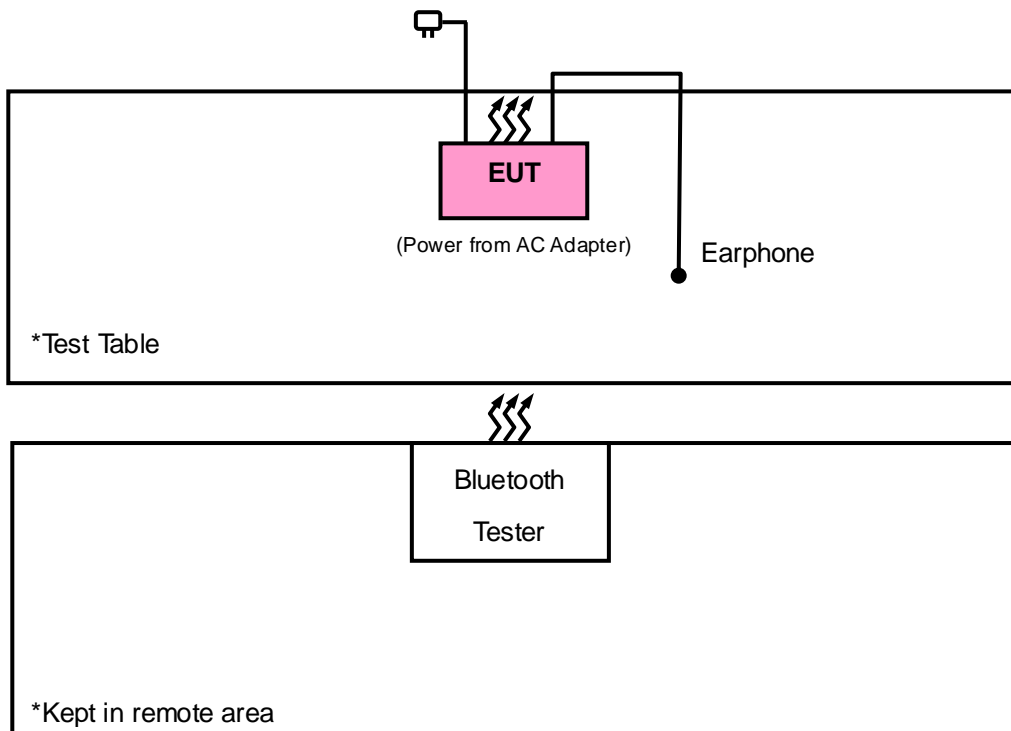 EUT
(Power from AC Adapter)
Earphone
*Test Table
Bluetooth
Tester
*Kept in remote area